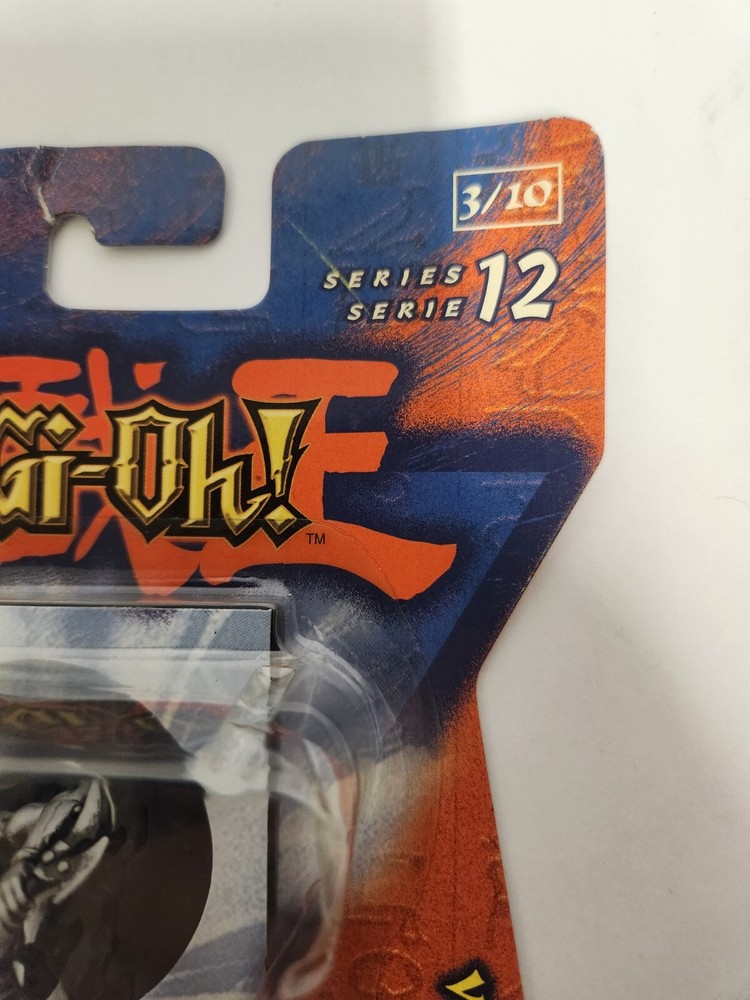 3/10
SERIES
SERIE 12
Gi-Oh!
TM